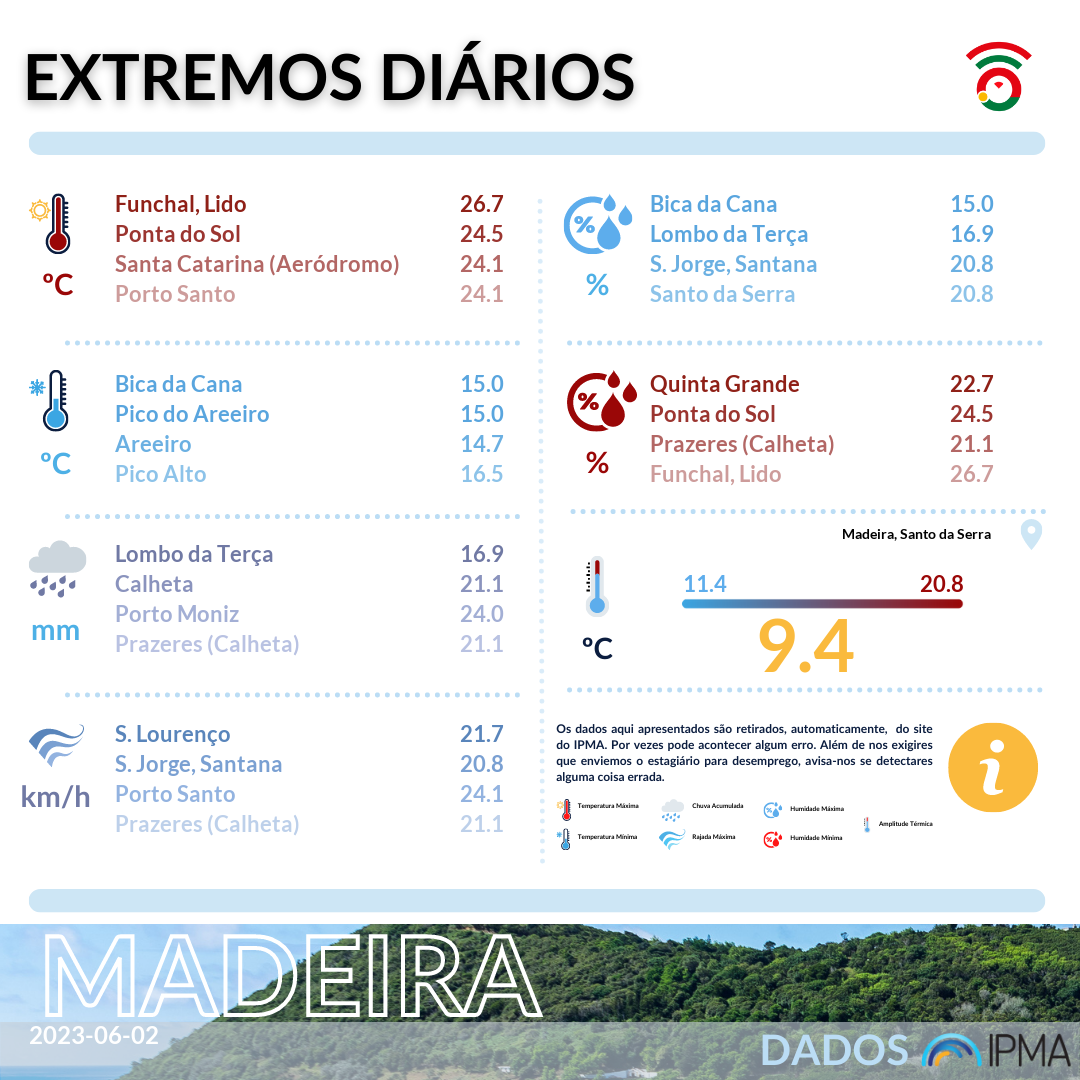 EXTREMOS DIÁRIOS
ºC
Funchal, Lido 26.7
Ponta do Sol 24.5
Santa Catarina (Aeródromo) 24.1
Porto Santo 24.1
ºC
Bica da Cana 15.0
Pico do Areeiro 15.0
Areeiro 14.7
Pico Alto 16.5
mm
Lombo da Terça 16.9
Calheta 21.1
Porto Moniz 24.0
Prazeres (Calheta) 21.1
km/h
S. Lourenço 21.7
S. Jorge, Santana 20.8
Porto Santo 24.1
Prazeres (Calheta) 21.1
%
%
Bica da Cana 15.0
Lombo da Terça 16.9
S. Jorge, Santana 20.8
Santo da Serra 20.8
%
%
Quinta Grande 22.7
Ponta do Sol 24.5
Prazeres (Calheta) 21.1
Funchal, Lido 26.7
Madeira, Santo da Serra
11.4 20.8
9.4
ºC
Os dados aqui apresentados são retirados, automaticamente, do site
do IPMA. Por vezes pode acontecer algum erro. Além de nos exigires
que enviemos o estagiário para desemprego, avisa-nos se detectares
alguma coisa errada.
i
Temperatura Máxima
Chuva Acumulada
Humidade Máxima
Amplitude Térmica
Temperatura Mínima
Rajada Máxima
Humidade Mínima
MADEIRA
2023-06-02
DADOS IPMA